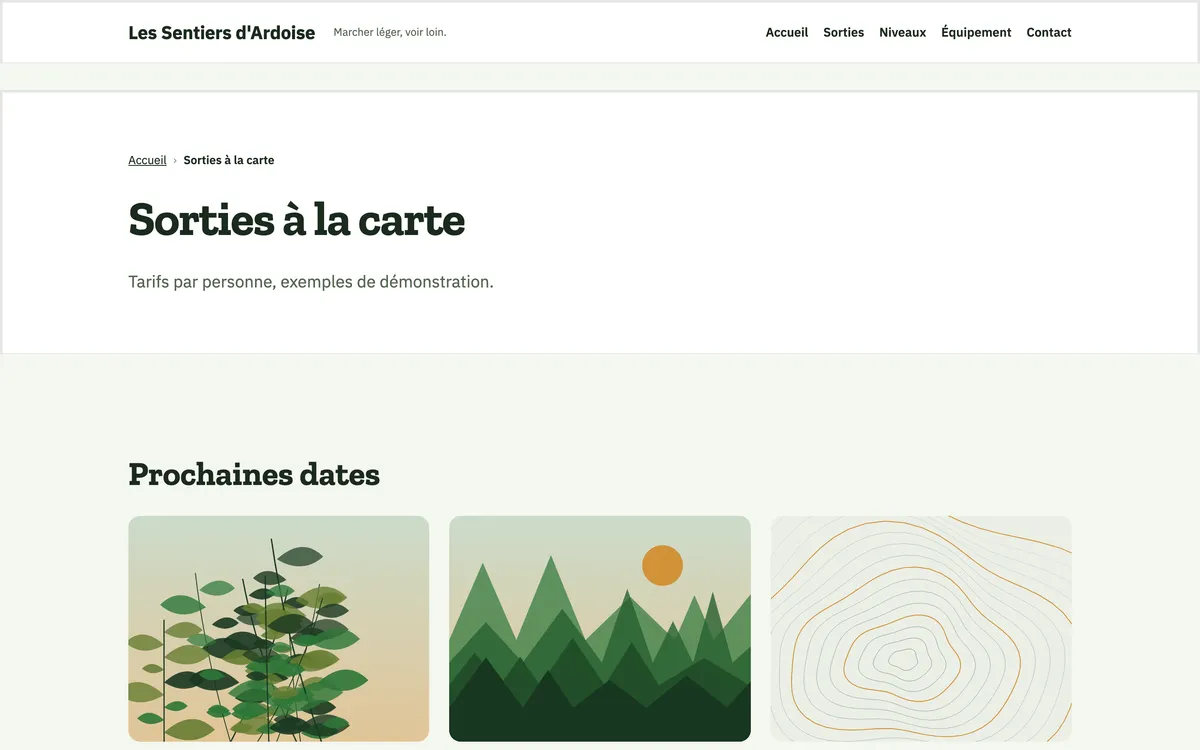 Les Sentiers d'Ardoise Marcher léger, voir loin. Accueil Sorties Niveaux Équipement Contact
Accueil › Sorties à la carte
Sorties à la carte
Tarifs par personne, exemples de démonstration.
Prochaines dates